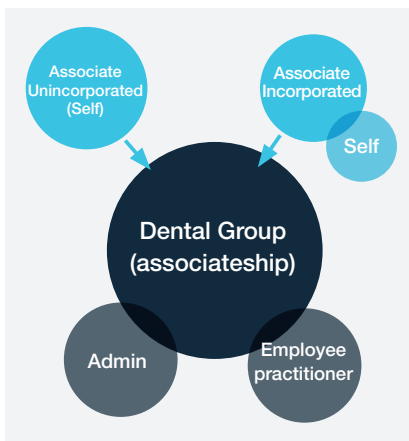 Associate
Unincorporated
(Self)
Associate
Incorporated
Self
Dental Group
(associateship)
Admin
Employee
practitioner